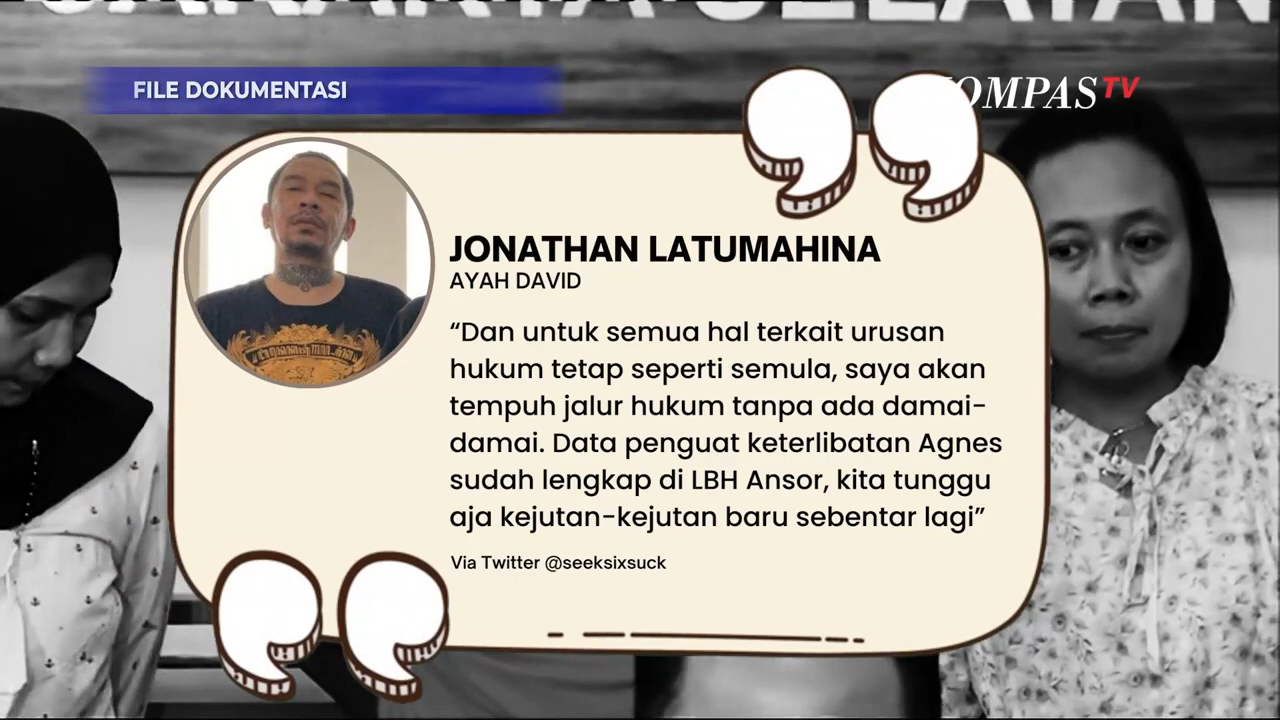 FILE DOKUMENTASI
OMPAS TV
JONATHAN LATUMAHINA
AYAH DAVID
“Dan untuk semua hal terkait urusan
hukum tetap seperti semula, saya akan
tempuh jalur hukum tanpa ada damai-
damai. Data penguat keterlibatan Agnes
sudah lengkap di LBH Ansor, kita tunggu
aja kejutan-kejutan baru sebentar lagi”
Via Twitter @seeksixsuck